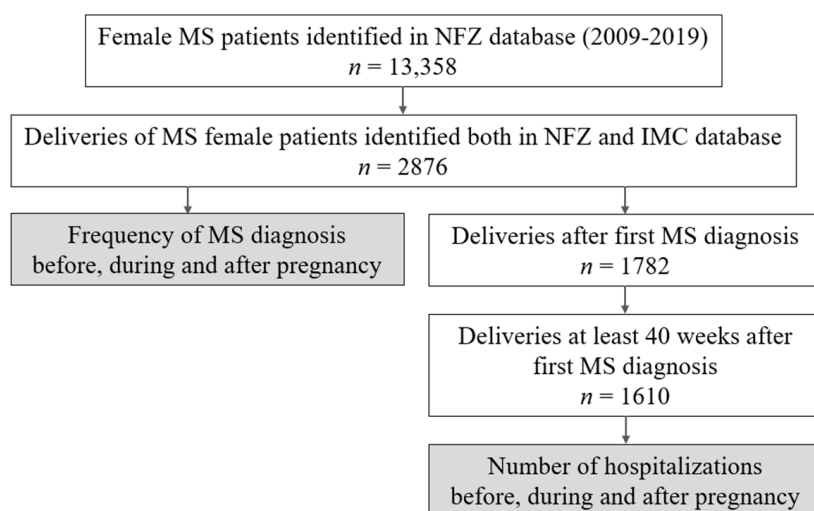 Female MS patients identified in NFZ database (2009-2019)
n = 13,358
Deliveries of MS female patients identified both in NFZ and IMC database
n = 2876
Frequency of MS diagnosis
before, during and after pregnancy
Deliveries after first MS diagnosis
n = 1782
Deliveries at least 40 weeks after
first MS diagnosis
n = 1610
Number of hospitalizations
before, during and after pregnancy